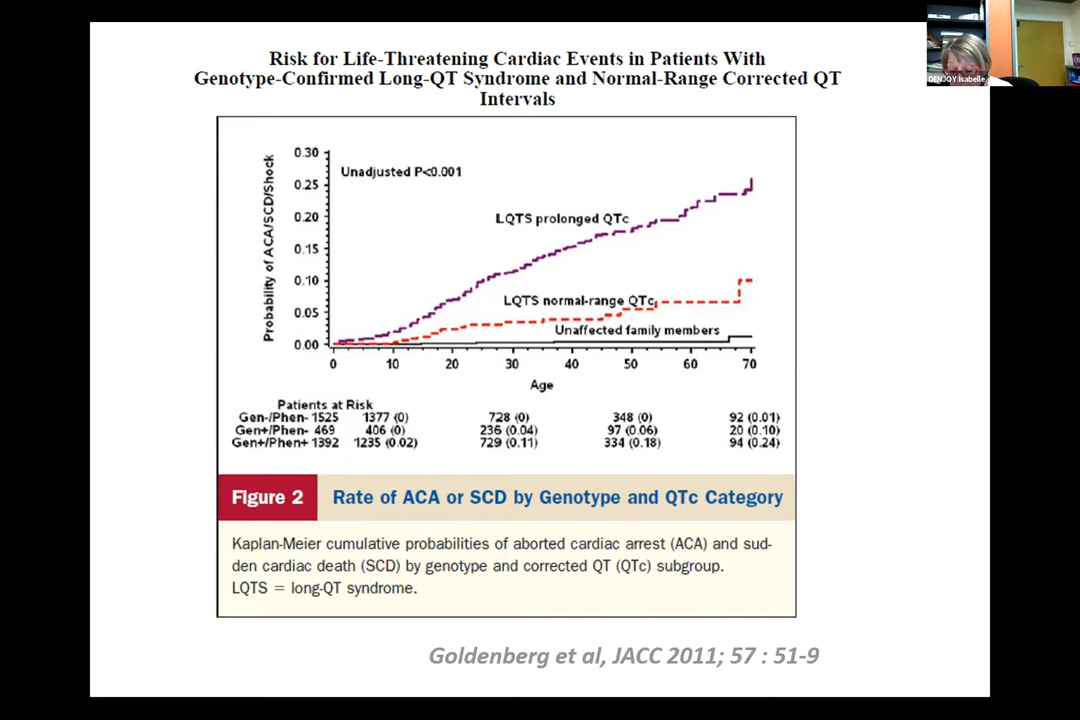 Risk for Life-Threatening Cardiac Events in Patients With
Genotype-Confirmed Long-QT Syndrome and Normal-Range Corrected QT
Intervals
DENJOY Isabelle
Probability of ACA/SCD/Shock
0.30
0.25
0.20
0.15
0.10
0.05
0.00
Unadjusted P<0.001
LQTS prolonged QTc
LQTS normal-range QTc
Unaffected family members
0 10 20 30 40 50 60 70
Age
Patients at Risk
Gen-/Phen- 1525 1377 (0) 728 (0) 348 (0) 92 (0.01)
Gen+/Phen- 469 406 (0) 236 (0.04) 97 (0.06) 20 (0.10)
Gen+/Phen+ 1392 1235 (0.02) 729 (0.11) 334 (0.18) 94 (0.24)
Figure 2 Rate of ACA or SCD by Genotype and QTc Category
Kaplan-Meier cumulative probabilities of aborted cardiac arrest (ACA) and sud-
den cardiac death (SCD) by genotype and corrected QT (QTc) subgroup.
LQTS = long-QT syndrome.
Goldenberg et al, JACC 2011; 57 : 51-9